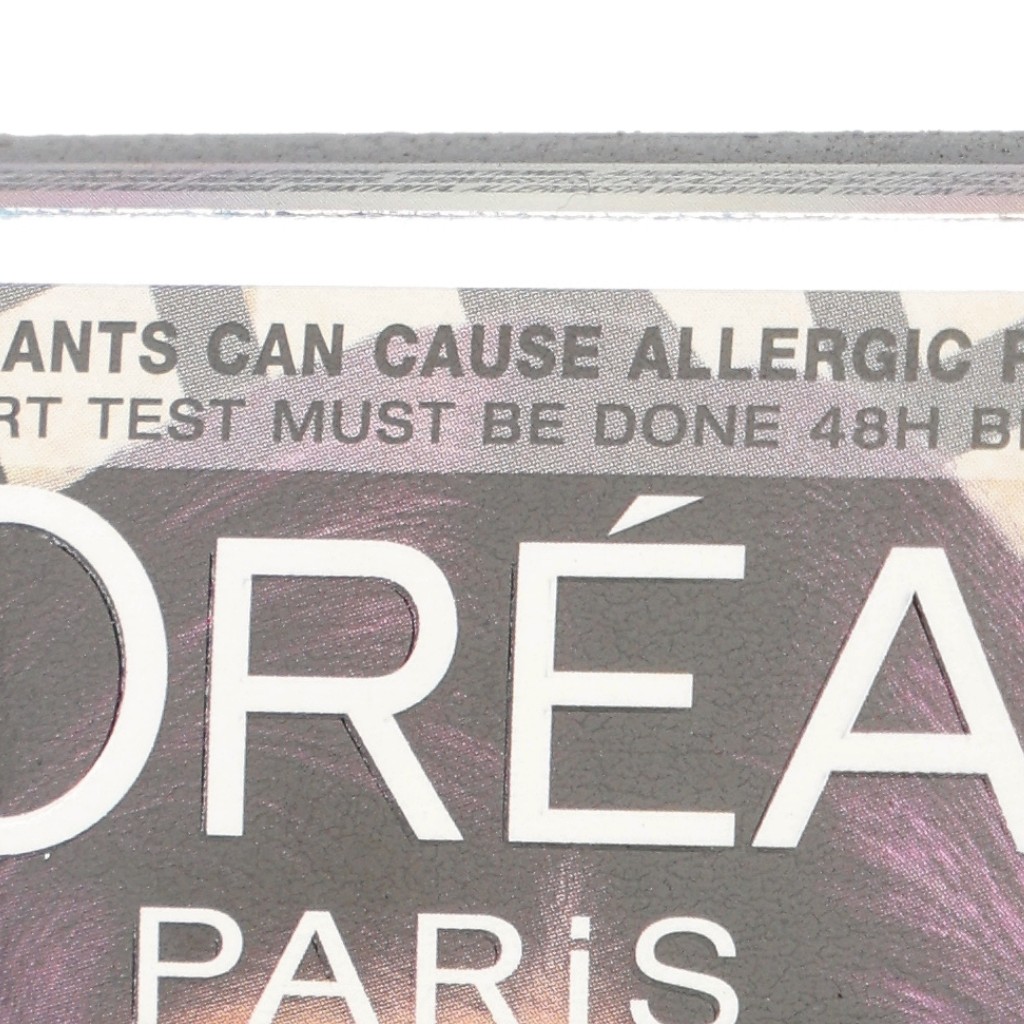 ANTS CAN CAUSE ALLERGIC
RT TEST MUST BE DONE 48H
ORÉA
PARiS